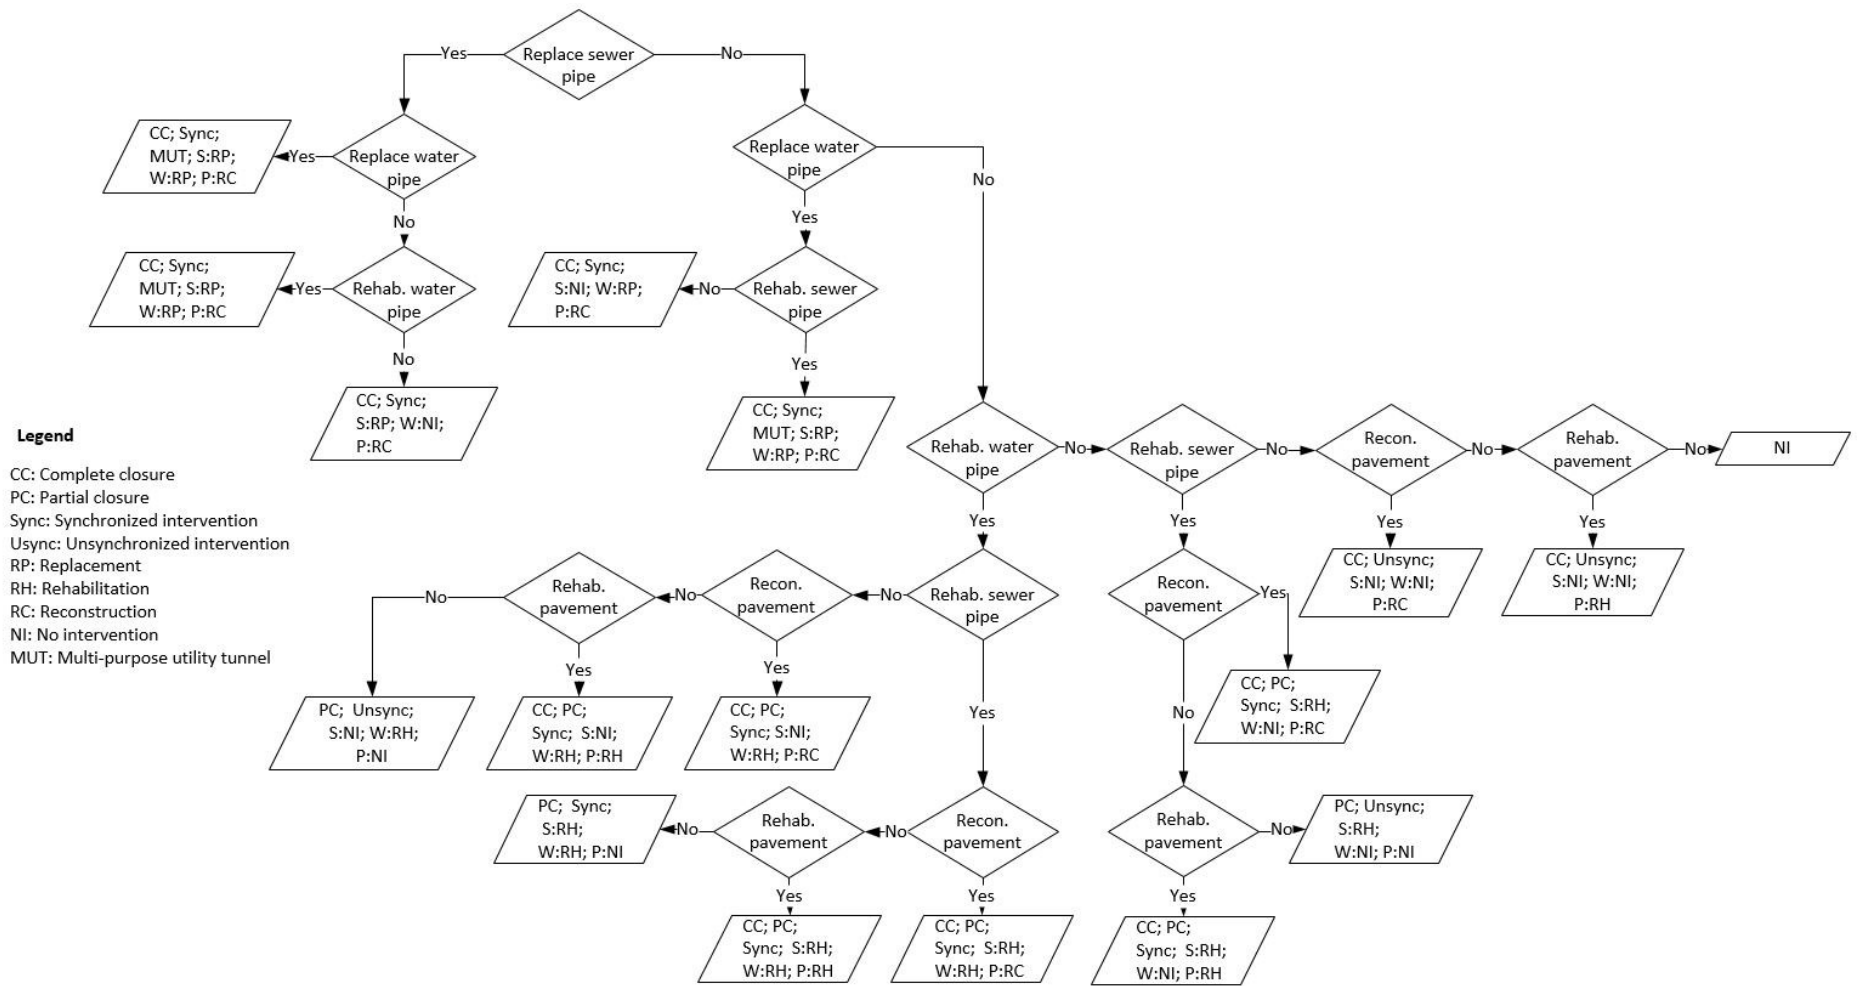 Replace sewer
pipe
Yes
No
CC; Sync;
MUT; S:RP;
W:RP; P:RC
Yes
Replace water
pipe
No
Replace water
pipe
No
Yes
CC; Sync;
MUT; S:RP;
W:RP; P:RC
Yes
Rehab. water
pipe
No
CC; Sync;
S:RP; W:NI;
P:RC
CC; Sync;
S:NI; W:RP;
P:RC
No
Rehab. sewer
pipe
Yes
CC; Sync;
MUT; S:RP;
W:RP; P:RC
Rehab. water
pipe
No
Rehab. sewer
pipe
No
Recon.
pavement
No
Rehab.
pavement
No
NI
Yes
Yes
Yes
Yes
CC; Unsync;
S:NI; W:NI;
P:RC
CC; Unsync;
S:NI; W:NI;
P:RH
Legend
CC: Complete closure
PC: Partial closure
Sync: Synchronized intervention
Usync: Unsynchronized intervention
RP: Replacement
RH: Rehabilitation
RC: Reconstruction
NI: No intervention
MUT: Multi-purpose utility tunnel
No
Rehab.
pavement
No
Recon.
pavement
No
Rehab. sewer
pipe
Recon.
pavement
Yes
Yes
Yes
Yes
No
PC; Unsync;
S:NI; W:RH;
P:NI
CC; PC;
Sync; S:NI;
W:RH; P:RH
CC; PC;
Sync; S:NI;
W:RH; P:RC
CC; PC;
Sync; S:RH;
W:NI; P:RC
PC; Sync;
S:RH;
W:RH; P:NI
No
Rehab.
pavement
No
Recon.
pavement
Rehab.
pavement
No
PC; Unsync;
S:RH;
W:NI; P:NI
Yes
Yes
Yes
CC; PC;
Sync; S:RH;
W:RH; P:RH
CC; PC;
Sync; S:RH;
W:RH; P:RC
CC; PC;
Sync; S:RH;
W:NI; P:RH